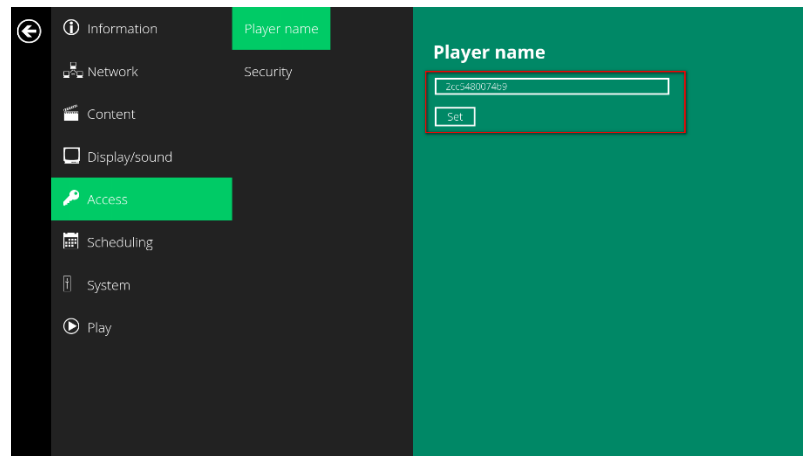 Information
Network
Content
Display/sound
Access
Scheduling
System
Play
Player name
Security
Player name
2cc5480074b9
Set